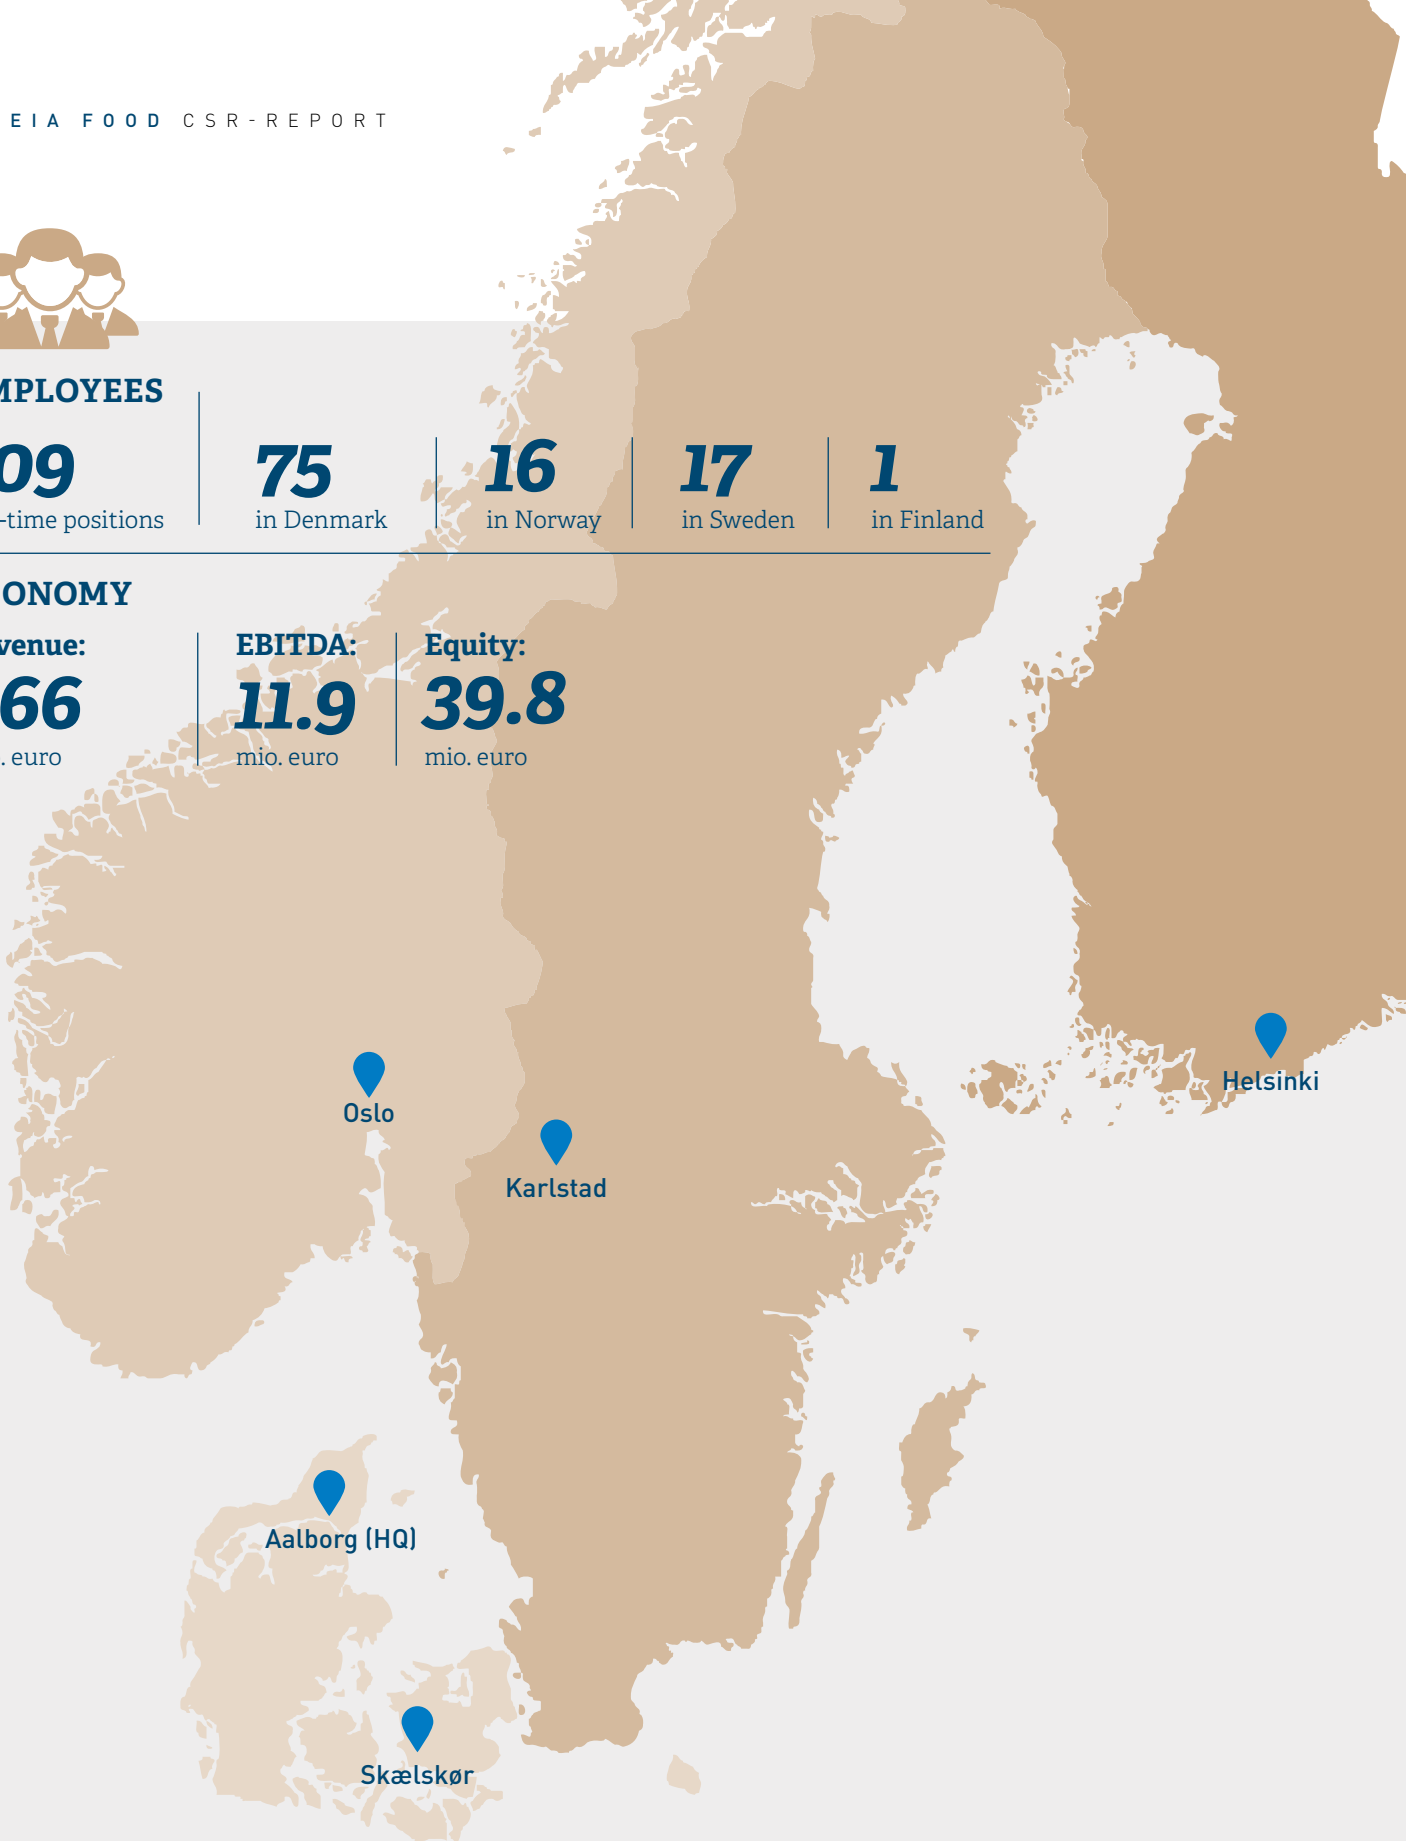 EIA FOOD CSR-REPORT
MPLOYEES
09
-time positions
75
in Denmark
16
in Norway
17
in Sweden
1
in Finland
ONOMY
venue:
66
. euro
EBITDA:
11.9
mio. euro
Equity:
39.8
mio. euro
Helsinki
Oslo
Karlstad
Aalborg (HQ)
Skælskør